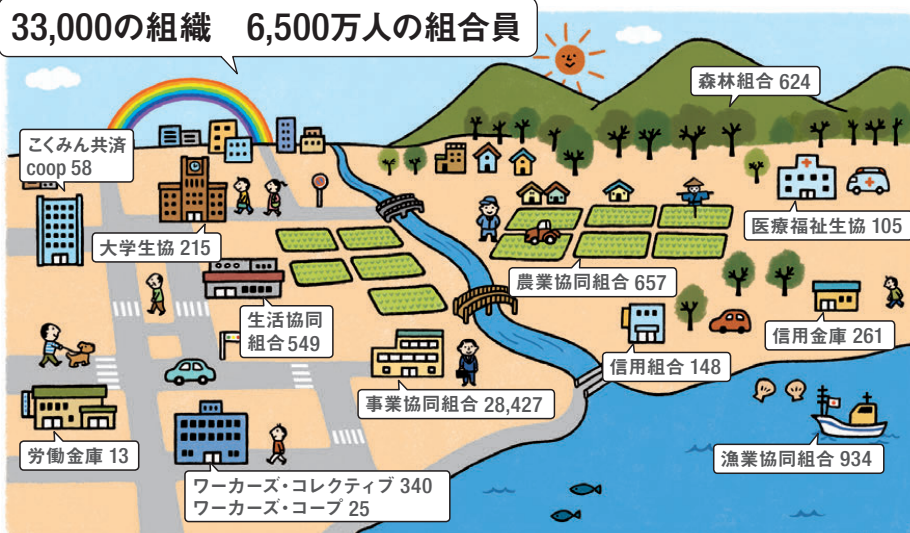 33,000の組織　6,500万人の組合員
森林組合 624
こくみん共済
coop 58
医療福祉生協 105
大学生協 215
農業協同組合 657
生活協同
組合 549
信用金庫 261
信用組合 148
事業協同組合 28,427
労働金庫 13
漁業協同組合 934
ワーカーズ・コレクティブ 340
ワーカーズ・コープ 25